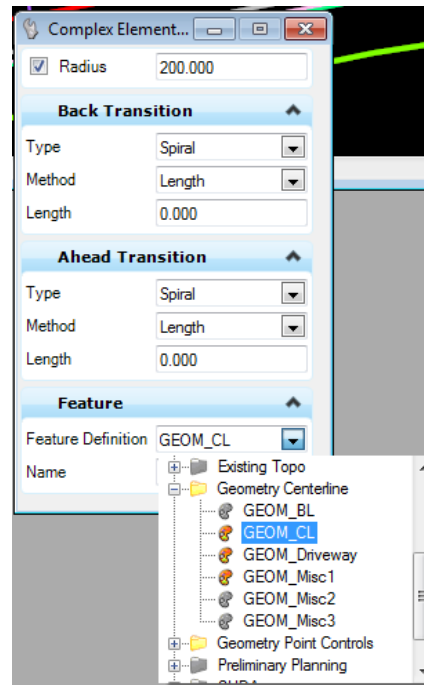 Complex Element...
Radius 200.000
Back Transition
Type Spiral
Method Length
Length 0.000
Ahead Transition
Type Spiral
Method Length
Length 0.000
Feature
Feature Definition GEOM_CL
Name
Existing Topo
Geometry Centerline
GEOM_BL
GEOM_CL
GEOM_Driveway
GEOM_Misc1
GEOM_Misc2
GEOM_Misc3
Geometry Point Controls
Preliminary Planning